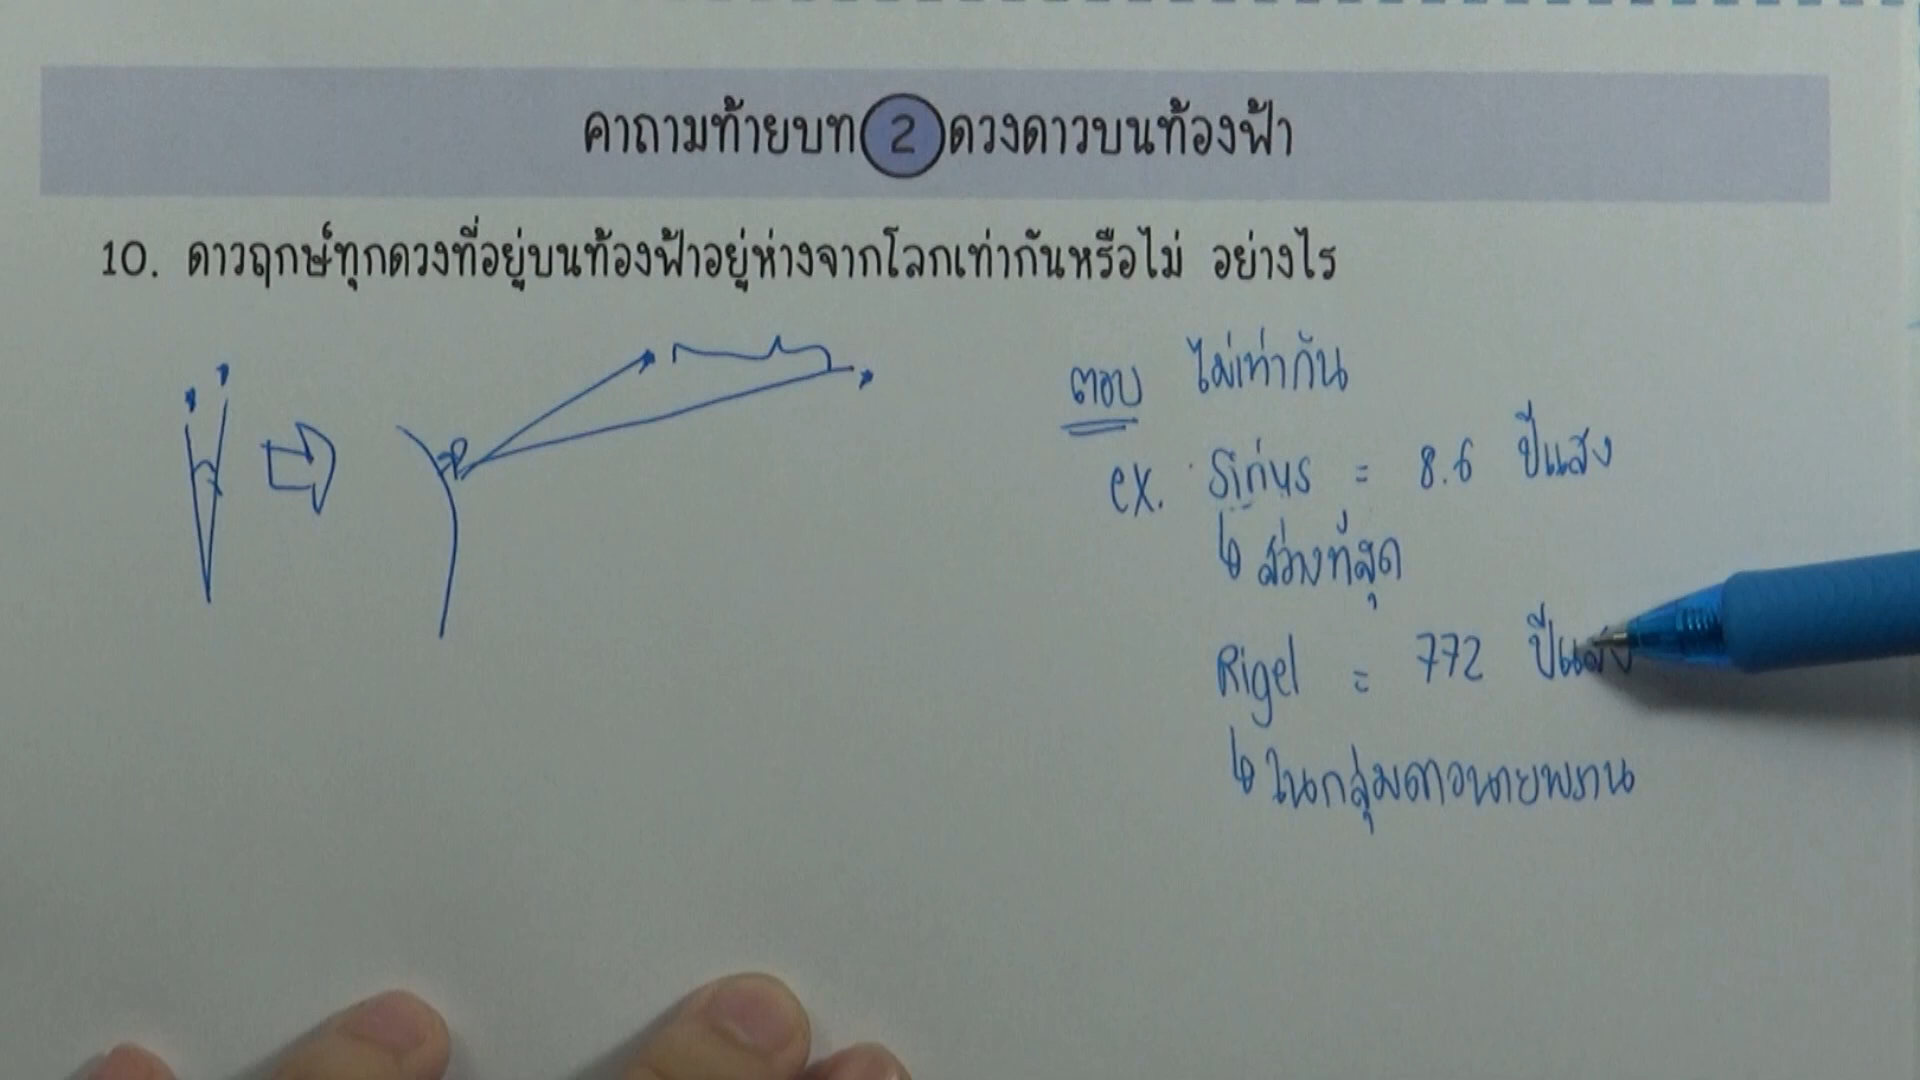 คำถามท้ายบท 2 ดวงดาวบนท้องฟ้า
10. ดาวฤกษ์ทุกดวงที่อยู่บนท้องฟ้าอยู่ห่างจากโลกเท่ากันหรือไม่ อย่างไร
ตอบ ไม่เท่ากัน
ex. Sirius = 8.6 ปีแสง
↳ สว่างที่สุด
Rigel = 772 ปีแสง
↳ ในกลุ่มดาวนายพราน